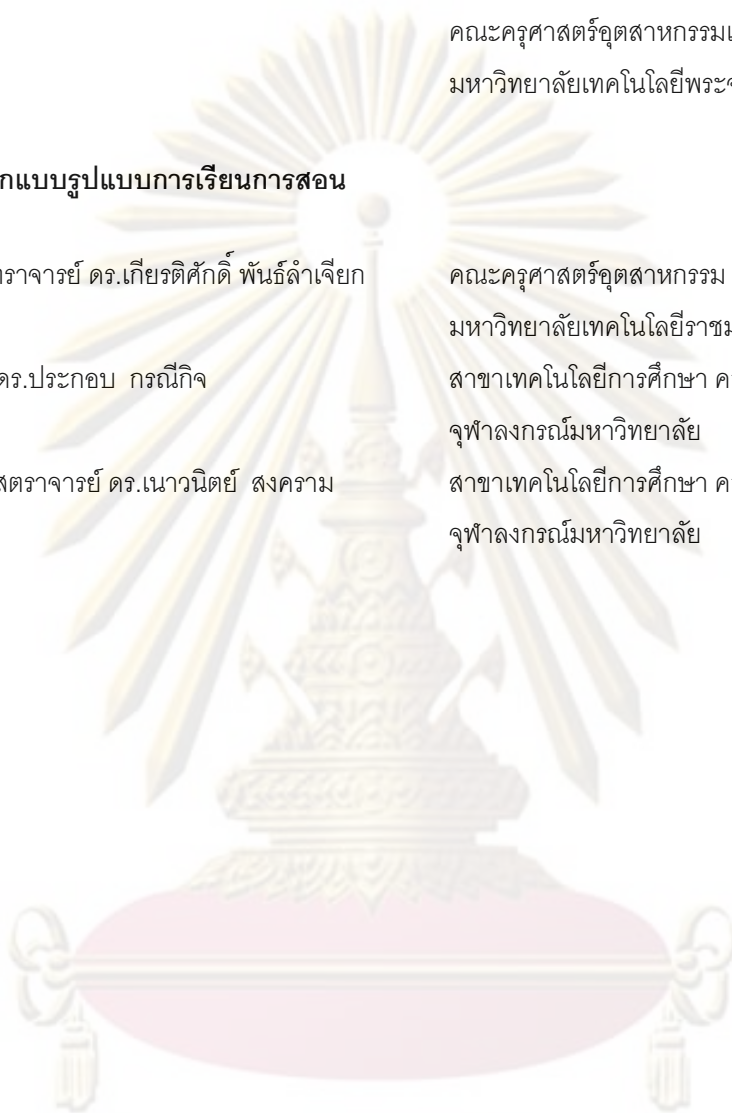 คณะครุศาสตร์อุตสาหกรรมเ
มหาวิทยาลัยเทคโนโลยีพระจ
กแบบรูปแบบการเรียนการสอน
ตราจารย์ ดร.เกียรติศักดิ์ พันธ์ลำเจียก คณะครุศาสตร์อุตสาหกรรม
มหาวิทยาลัยเทคโนโลยีราชม
ดร.ประกอบ กรณีกิจ สาขาเทคโนโลยีการศึกษา ค
จุฬาลงกรณ์มหาวิทยาลัย
สตราจารย์ ดร.เนาวนิตย์ สงคราม สาขาเทคโนโลยีการศึกษา ค
จุฬาลงกรณ์มหาวิทยาลัย